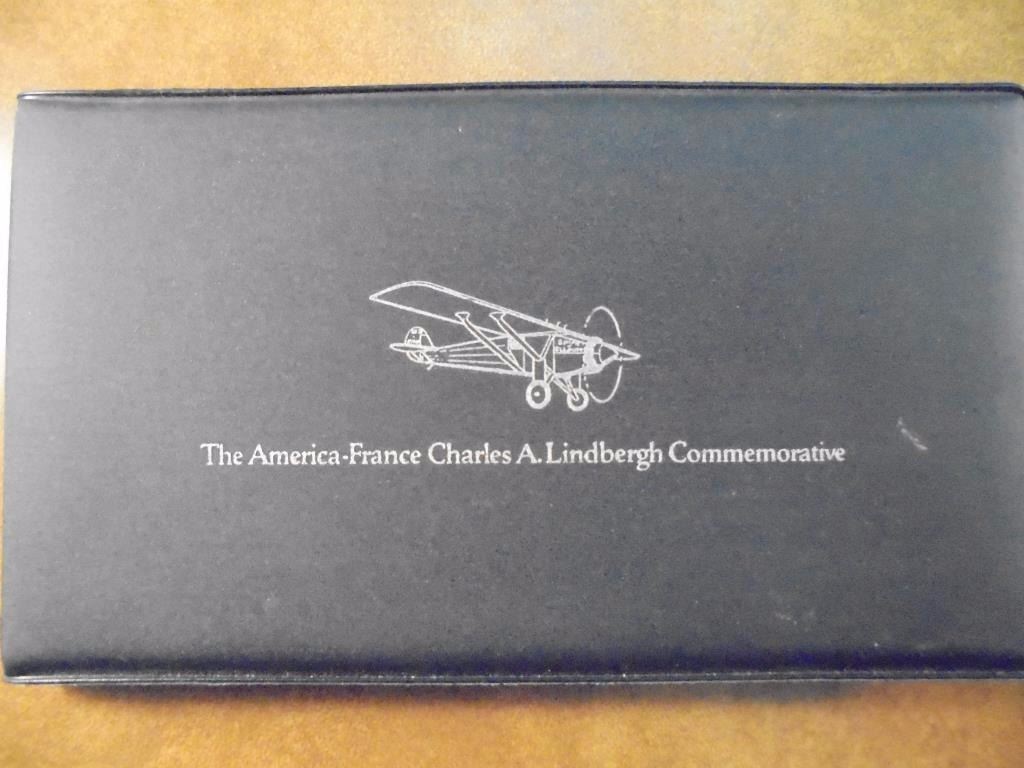 The America-France Charles A. Lindbergh Commemorative